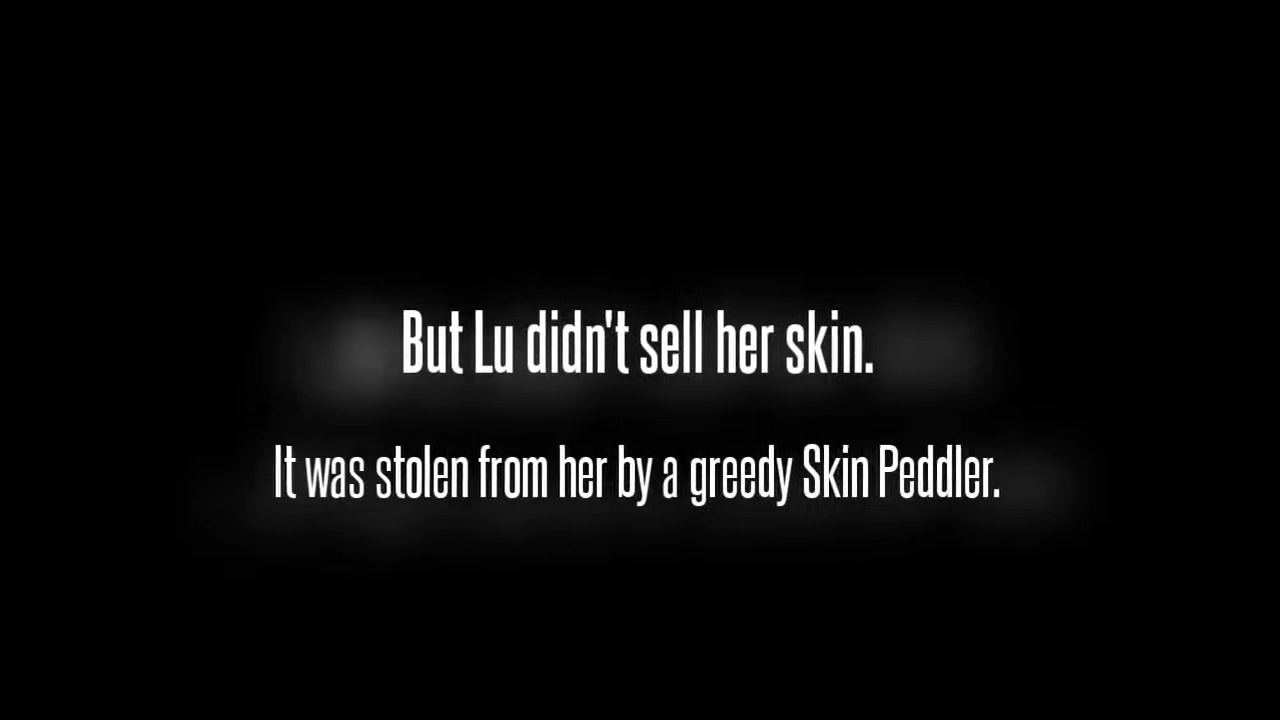 But Lu didn't sell her skin.
It was stolen from her by a greedy Skin Peddler.